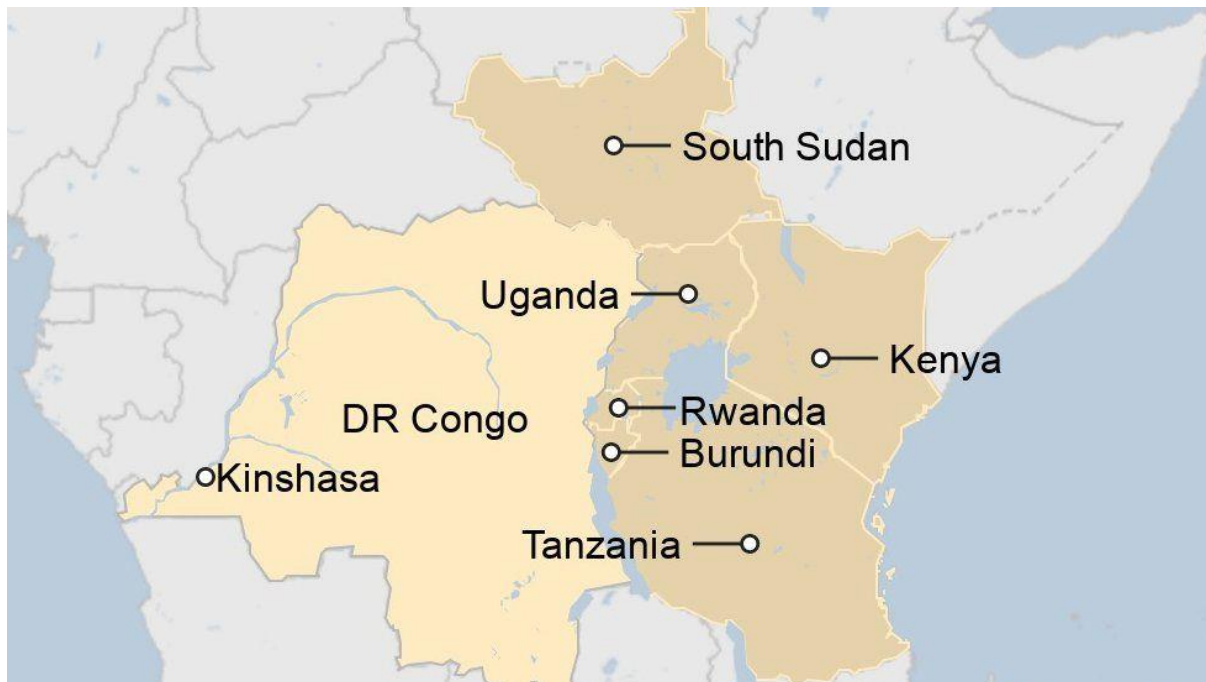 South Sudan
Uganda
Kenya
Rwanda
DR Congo
Burundi
Kinshasa
Tanzania